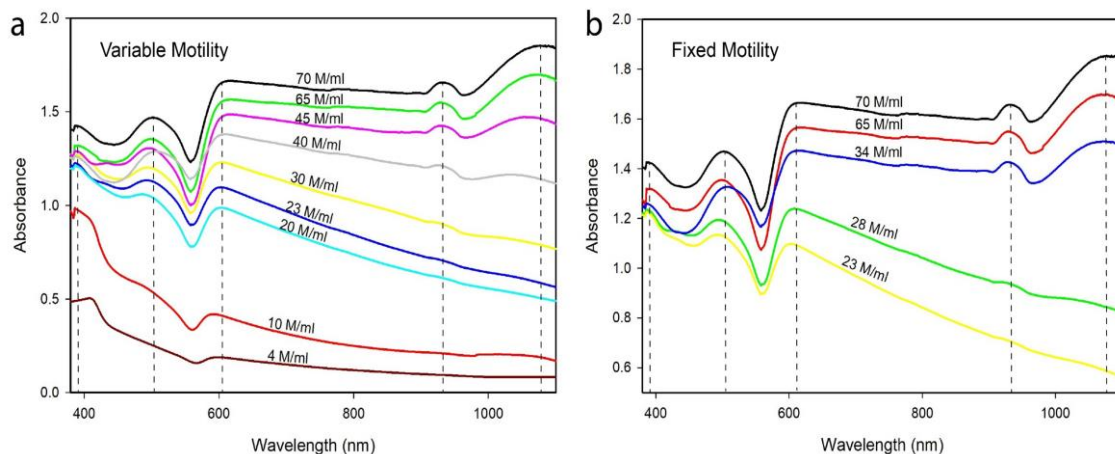 a
Variable Motility
Absorbance
2.0
1.5
1.0
0.5
0.0
70 M/ml
65 M/ml
45 M/ml
40 M/ml
30 M/ml
23 M/ml
20 M/ml
10 M/ml
4 M/ml
400 600 800 1000
Wavelength (nm)
b
Fixed Motility
Absorbance
2.0
1.8
1.6
1.4
1.2
1.0
0.8
0.6
70 M/ml
65 M/ml
34 M/ml
28 M/ml
23 M/ml
400 600 800 1000
Wavelength (nm)